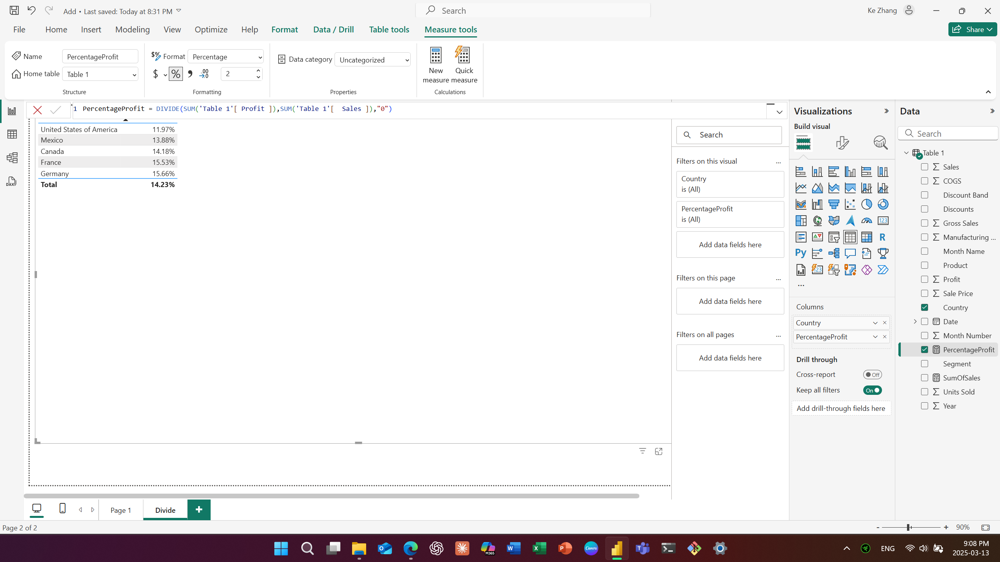 Add • Last saved: Today at 8:31 PM
Search
Ke Zhang
File Home Insert Modeling View Optimize Help Format Data / Drill Table tools Measure tools
Share
Name PercentageProfit
Home table Table 1
Structure
$% Format Percentage
$ % , .00 .0 2
Formatting
Data category Uncategorized
Properties
New measure
Quick measure
Calculations
1 PercentageProfit = DIVIDE(SUM('Table 1'[ Profit ]),SUM('Table 1'[  Sales ]),"0")
United States of America 11.97%
Mexico 13.88%
Canada 14.18%
France 15.53%
Germany 15.66%
Total 14.23%
DAX
Search
Filters on this visual ...
Country
is (All)
PercentageProfit
is (All)
Add data fields here
Filters on this page ...
Add data fields here
Filters on all pages ...
Add data fields here
Visualizations
Build visual
123
R
Py
123
...
Columns
Country
PercentageProfit
Drill through
Cross-report Off
Keep all filters On
Add drill-through fields here
Data
Search
Table 1
Sales
COGS
Discount Band
Discounts
Gross Sales
Manufacturing ...
Month Name
Product
Profit
Sale Price
Country
Date
Month Number
PercentageProfit
Segment
SumOfSales
Units Sold
Year
Page 1 Divide +
Page 2 of 2
- + 90%
M365 Canva
ENG
9:08 PM
2025-03-13